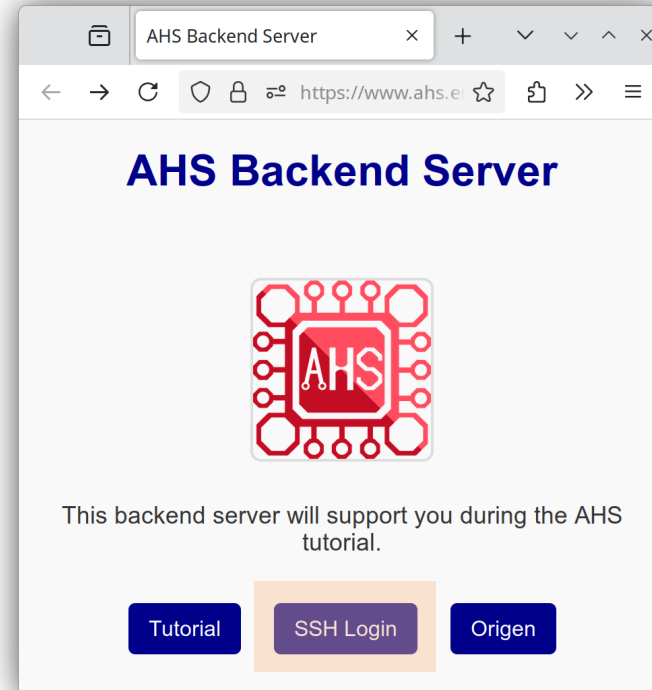 AHS Backend Server
https://www.ahs.e
AHS Backend Server
AHS
This backend server will support you during the AHS
tutorial.
Tutorial
SSH Login
Origen